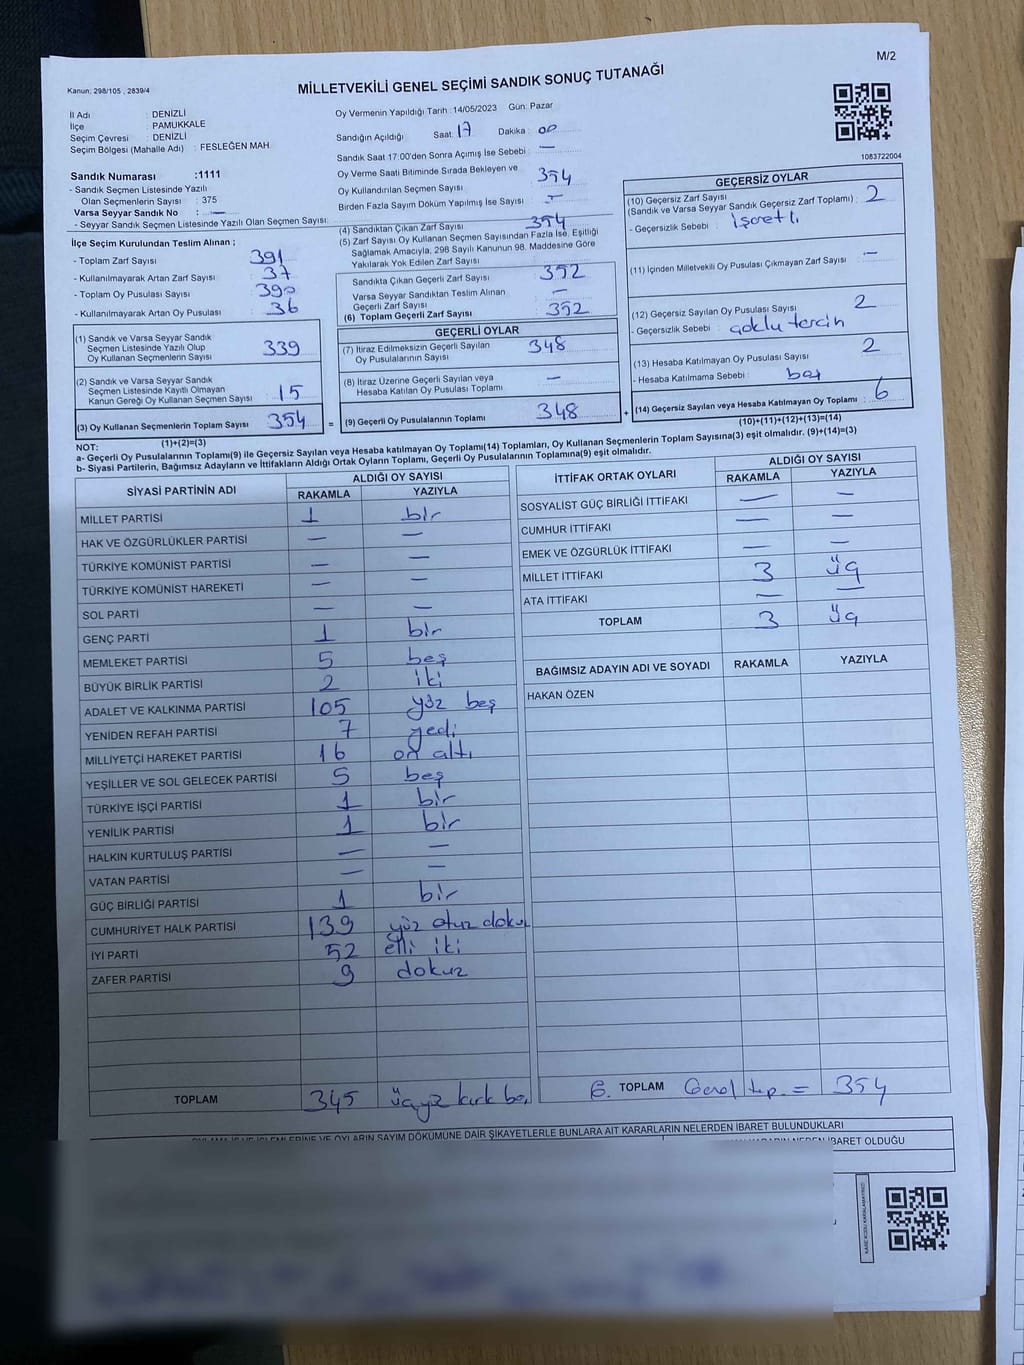 M/2
Kanun; 298/105 , 2839/4
MİLLETVEKİLİ GENEL SEÇİMİ SANDIK SONUÇ TUTANAĞI
İl Adı : DENİZLİ
İlçe : PAMUKKALE
Seçim Çevresi : DENİZLİ
Seçim Bölgesi (Mahalle Adı) : FESLEĞEN MAH
Sandık Numarası :1111
- Sandık Seçmen Listesinde Yazılı
Olan Seçmenlerin Sayısı : 375
Varsa Seyyar Sandık No : —
- Seyyar Sandık Seçmen Listesinde Yazılı Olan Seçmen Sayısı:
Oy Vermenin Yapıldığı Tarih : 14/05/2023 Gün: Pazar
Sandığın Açıldığı Saat: 17 Dakika : 00
Sandık Saat 17:00'den Sonra Açımış İse Sebebi : —
Oy Verme Saati Bitiminde Sırada Bekleyen ve
Oy Kullandırılan Seçmen Sayısı : 354
Birden Fazla Sayım Döküm Yapılmış İse Sayısı : —
(4) Sandıktan Çıkan Zarf Sayısı : 354
(5) Zarf Sayısı Oy Kullanan Seçmen Sayısından Fazla İse, Eşitliği
Sağlamak Amacıyla, 298 Sayılı Kanunun 98. Maddesine Göre
Yakılarak Yok Edilen Zarf Sayısı :
1083722004
GEÇERSİZ OYLAR
(10) Geçersiz Zarf Sayısı
(Sandık ve Varsa Seyyar Sandık Geçersiz Zarf Toplamı) : 2
- Geçersizlik Sebebi : işaretli
(11) İçinden Milletvekili Oy Pusulası Çıkmayan Zarf Sayısı : —
(12) Geçersiz Sayılan Oy Pusulası Sayısı : 2
- Geçersizlik Sebebi : çoklu tercih
(13) Hesaba Katılmayan Oy Pusulası Sayısı : 2
- Hesaba Katılmama Sebebi : boş
(14) Geçersiz Sayılan veya Hesaba Katılmayan Oy Toplamı : 6
(10)+(11)+(12)+(13)=(14)
İlçe Seçim Kurulundan Teslim Alınan ;
- Toplam Zarf Sayısı : 391
- Kullanılmayarak Artan Zarf Sayısı : 37
- Toplam Oy Pusulası Sayısı : 390
- Kullanılmayarak Artan Oy Pusulası : 36
Sandıkta Çıkan Geçerli Zarf Sayısı : 352
Varsa Seyyar Sandıktan Teslim Alınan
Geçerli Zarf Sayısı : —
(6) Toplam Geçerli Zarf Sayısı : 352
(1) Sandık ve Varsa Seyyar Sandık
Seçmen Listesinde Yazılı Olup
Oy Kullanan Seçmenlerin Sayısı : 339
(2) Sandık ve Varsa Seyyar Sandık
Seçmen Listesinde Kayıtlı Olmayan
Kanun Gereği Oy Kullanan Seçmen Sayısı : 15
(3) Oy Kullanan Seçmenlerin Toplam Sayısı : 354
(1)+(2)=(3)
GEÇERLİ OYLAR
(7) İtiraz Edilmeksizin Geçerli Sayılan
Oy Pusulalarının Sayısı : 348
(8) İtiraz Üzerine Geçerli Sayılan veya
Hesaba Katılan Oy Pusulası Toplamı : —
= (9) Geçerli Oy Pusulalarının Toplamı : 348 +
NOT:
a- Geçerli Oy Pusulalarının Toplamı(9) ile Geçersiz Sayılan veya Hesaba katılmayan Oy Toplamı(14) Toplamları, Oy Kullanan Seçmenlerin Toplam Sayısına(3) eşit olmalıdır. (9)+(14)=(3)
b- Siyasi Partilerin, Bağımsız Adayların ve İttifakların Aldığı Ortak Oyların Toplamı, Geçerli Oy Pusulalarının Toplamına(9) eşit olmalıdır.
SİYASİ PARTİNİN ADI ALDIĞI OY SAYISI
RAKAMLA YAZIYLA
MİLLET PARTİSİ 1 bir
HAK VE ÖZGÜRLÜKLER PARTİSİ — —
TÜRKİYE KOMÜNİST PARTİSİ — —
TÜRKİYE KOMÜNİST HAREKETİ — —
SOL PARTİ — —
GENÇ PARTİ 1 bir
MEMLEKET PARTİSİ 5 beş
BÜYÜK BİRLİK PARTİSİ 2 iki
ADALET VE KALKINMA PARTİSİ 105 yüz beş
YENİDEN REFAH PARTİSİ 7 yedi
MİLLİYETÇİ HAREKET PARTİSİ 16 on altı
YEŞİLLER VE SOL GELECEK PARTİSİ 5 beş
TÜRKİYE İŞÇİ PARTİSİ 1 bir
YENİLİK PARTİSİ 1 bir
HALKIN KURTULUŞ PARTİSİ — —
VATAN PARTİSİ — —
GÜÇ BİRLİĞİ PARTİSİ 1 bir
CUMHURİYET HALK PARTİSİ 139 yüz otuz dokuz
İYİ PARTİ 52 elli iki
ZAFER PARTİSİ 9 dokuz
TOPLAM 345 üçyüz kırk beş
İTTİFAK ORTAK OYLARI ALDIĞI OY SAYISI
RAKAMLA YAZIYLA
SOSYALİST GÜÇ BİRLİĞİ İTTİFAKI — —
CUMHUR İTTİFAKI — —
EMEK VE ÖZGÜRLÜK İTTİFAKI — —
MİLLET İTTİFAKI 3 üç
ATA İTTİFAKI — —
TOPLAM 3 üç
BAĞIMSIZ ADAYIN ADI VE SOYADI RAKAMLA YAZIYLA
HAKAN ÖZEN
G. TOPLAM Genel top. = 354
OYLAMA İŞ VE İŞLEMLERİNE VE OYLARIN SAYIM DÖKÜMÜNE DAİR ŞİKAYETLERLE BUNLARA AİT KARARLARIN NELERDEN İBARET BULUNDUKLARI
KARARIN NEDEN İBARET OLDUĞU
KARE KODU KARALAMAYINIZ!